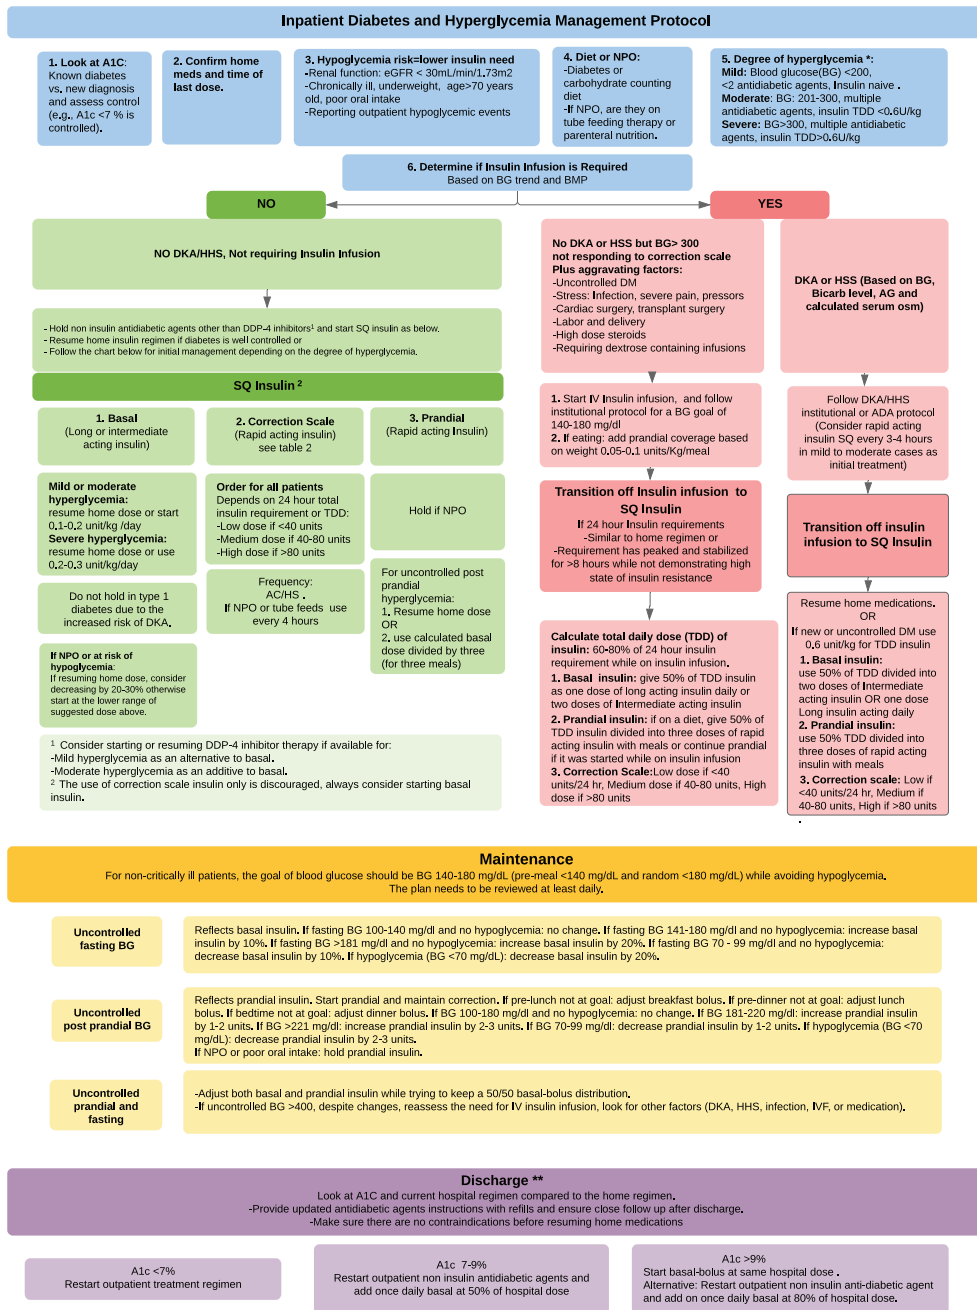 Inpatient Diabetes and Hyperglycemia Management Protocol
1. Look at A1C:
Known diabetes
vs. new diagnosis
and assess control
(e.g., A1c <7 % is
controlled).
2. Confirm home
meds and time of
last dose.
3. Hypoglycemia risk=lower insulin need
-Renal function: eGFR < 30mL/min/1.73m2
-Chronically ill, underweight, age>70 years
old, poor oral intake
-Reporting outpatient hypoglycemic events
4. Diet or NPO:
-Diabetes or
carbohydrate counting
diet
-If NPO, are they on
tube feeding therapy or
parenteral nutrition.
5. Degree of hyperglycemia *:
Mild: Blood glucose(BG) <200,
<2 antidiabetic agents, Insulin naive .
Moderate: BG: 201-300, multiple
antidiabetic agents, insulin TDD <0.6U/kg
Severe: BG>300, multiple antidiabetic
agents, insulin TDD>0.6U/kg
6. Determine if Insulin Infusion is Required
Based on BG trend and BMP
NO
YES
NO DKA/HHS, Not requiring Insulin Infusion
- Hold non insulin antidiabetic agents other than DDP-4 inhibitors¹ and start SQ insulin as below.
- Resume home insulin regimen if diabetes is well controlled or
- Follow the chart below for initial management depending on the degree of hyperglycemia.
SQ Insulin ²
1. Basal
(Long or intermediate
acting insulin)
2. Correction Scale
(Rapid acting insulin)
see table 2
3. Prandial
(Rapid acting Insulin)
Mild or moderate
hyperglycemia:
resume home dose or start
0.1-0.2 unit/kg /day
Severe hyperglycemia:
resume home dose or use
0.2-0.3 unit/kg/day
Order for all patients
Depends on 24 hour total
insulin requirement or TDD:
-Low dose if <40 units
-Medium dose if 40-80 units
-High dose if >80 units
Hold if NPO
Do not hold in type 1
diabetes due to the
increased risk of DKA.
Frequency:
AC/HS .
If NPO or tube feeds use
every 4 hours
For uncontrolled post
prandial
hyperglycemia:
1. Resume home dose
OR
2. use calculated basal
dose divided by three
(for three meals)
If NPO or at risk of
hypoglycemia:
If resuming home dose, consider
decreasing by 20-30% otherwise
start at the lower range of
suggested dose above.
¹ Consider starting or resuming DDP-4 inhibitor therapy if available for:
-Mild hyperglycemia as an alternative to basal.
-Moderate hyperglycemia as an additive to basal.
² The use of correction scale insulin only is discouraged, always consider starting basal
insulin.
No DKA or HSS but BG> 300
not responding to correction scale
Plus aggravating factors:
-Uncontrolled DM
-Stress: Infection, severe pain, pressors
-Cardiac surgery, transplant surgery
-Labor and delivery
-High dose steroids
-Requiring dextrose containing infusions
1. Start IV Insulin infusion, and follow
institutional protocol for a BG goal of
140-180 mg/dl
2. If eating: add prandial coverage based
on weight 0.05-0.1 units/Kg/meal
Transition off Insulin infusion to
SQ Insulin
If 24 hour Insulin requirements
-Similar to home regimen or
-Requirement has peaked and stabilized
for >8 hours while not demonstrating high
state of insulin resistance
Calculate total daily dose (TDD) of
insulin: 60-80% of 24 hour insulin
requirement while on insulin infusion.
1. Basal insulin: give 50% of TDD insulin
as one dose of long acting insulin daily or
two doses of Intermediate acting insulin
2. Prandial insulin: if on a diet, give 50% of
TDD insulin divided into three doses of rapid
acting insulin with meals or continue prandial
if it was started while on insulin infusion
3. Correction Scale:Low dose if <40
units/24 hr, Medium dose if 40-80 units, High
dose if >80 units
DKA or HSS (Based on BG,
Bicarb level, AG and
calculated serum osm)
Follow DKA/HHS
institutional or ADA protocol
(Consider rapid acting
insulin SQ every 3-4 hours
in mild to moderate cases as
initial treatment)
Transition off insulin
infusion to SQ Insulin
Resume home medications.
OR
If new or uncontrolled DM use
0.6 unit/kg for TDD insulin
1. Basal insulin:
use 50% of TDD divided into
two doses of Intermediate
acting insulin OR one dose
Long insulin acting daily
2. Prandial insulin:
use 50% TDD divided into
three doses of rapid acting
insulin with meals
3. Correction scale: Low if
<40 units/24 hr, Medium if
40-80 units, High if >80 units
.
Maintenance
For non-critically ill patients, the goal of blood glucose should be BG 140-180 mg/dL (pre-meal <140 mg/dL and random <180 mg/dL) while avoiding hypoglycemia.
The plan needs to be reviewed at least daily.
Uncontrolled
fasting BG
Reflects basal insulin. If fasting BG 100-140 mg/dl and no hypoglycemia: no change. If fasting BG 141-180 mg/dl and no hypoglycemia: increase basal
insulin by 10%. If fasting BG >181 mg/dl and no hypoglycemia: increase basal insulin by 20%. If fasting BG 70 - 99 mg/dl and no hypoglycemia:
decrease basal insulin by 10%. If hypoglycemia (BG <70 mg/dL): decrease basal insulin by 20%.
Uncontrolled
post prandial BG
Reflects prandial insulin. Start prandial and maintain correction. If pre-lunch not at goal: adjust breakfast bolus. If pre-dinner not at goal: adjust lunch
bolus. If bedtime not at goal: adjust dinner bolus. If BG 100-180 mg/dl and no hypoglycemia: no change. If BG 181-220 mg/dl: increase prandial insulin
by 1-2 units. If BG >221 mg/dl: increase prandial insulin by 2-3 units. If BG 70-99 mg/dl: decrease prandial insulin by 1-2 units. If hypoglycemia (BG <70
mg/dL): decrease prandial insulin by 2-3 units.
If NPO or poor oral intake: hold prandial insulin.
Uncontrolled
prandial and
fasting
-Adjust both basal and prandial insulin while trying to keep a 50/50 basal-bolus distribution.
-If uncontrolled BG >400, despite changes, reassess the need for IV insulin infusion, look for other factors (DKA, HHS, infection, IVF, or medication).
Discharge **
Look at A1C and current hospital regimen compared to the home regimen.
-Provide updated antidiabetic agents instructions with refills and ensure close follow up after discharge.
-Make sure there are no contraindications before resuming home medications
A1c <7%
Restart outpatient treatment regimen
A1c 7-9%
Restart outpatient non insulin antidiabetic agents and
add once daily basal at 50% of hospital dose
A1c >9%
Start basal-bolus at same hospital dose .
Alternative: Restart outpatient non insulin anti-diabetic agent
and add on once daily basal at 80% of hospital dose.